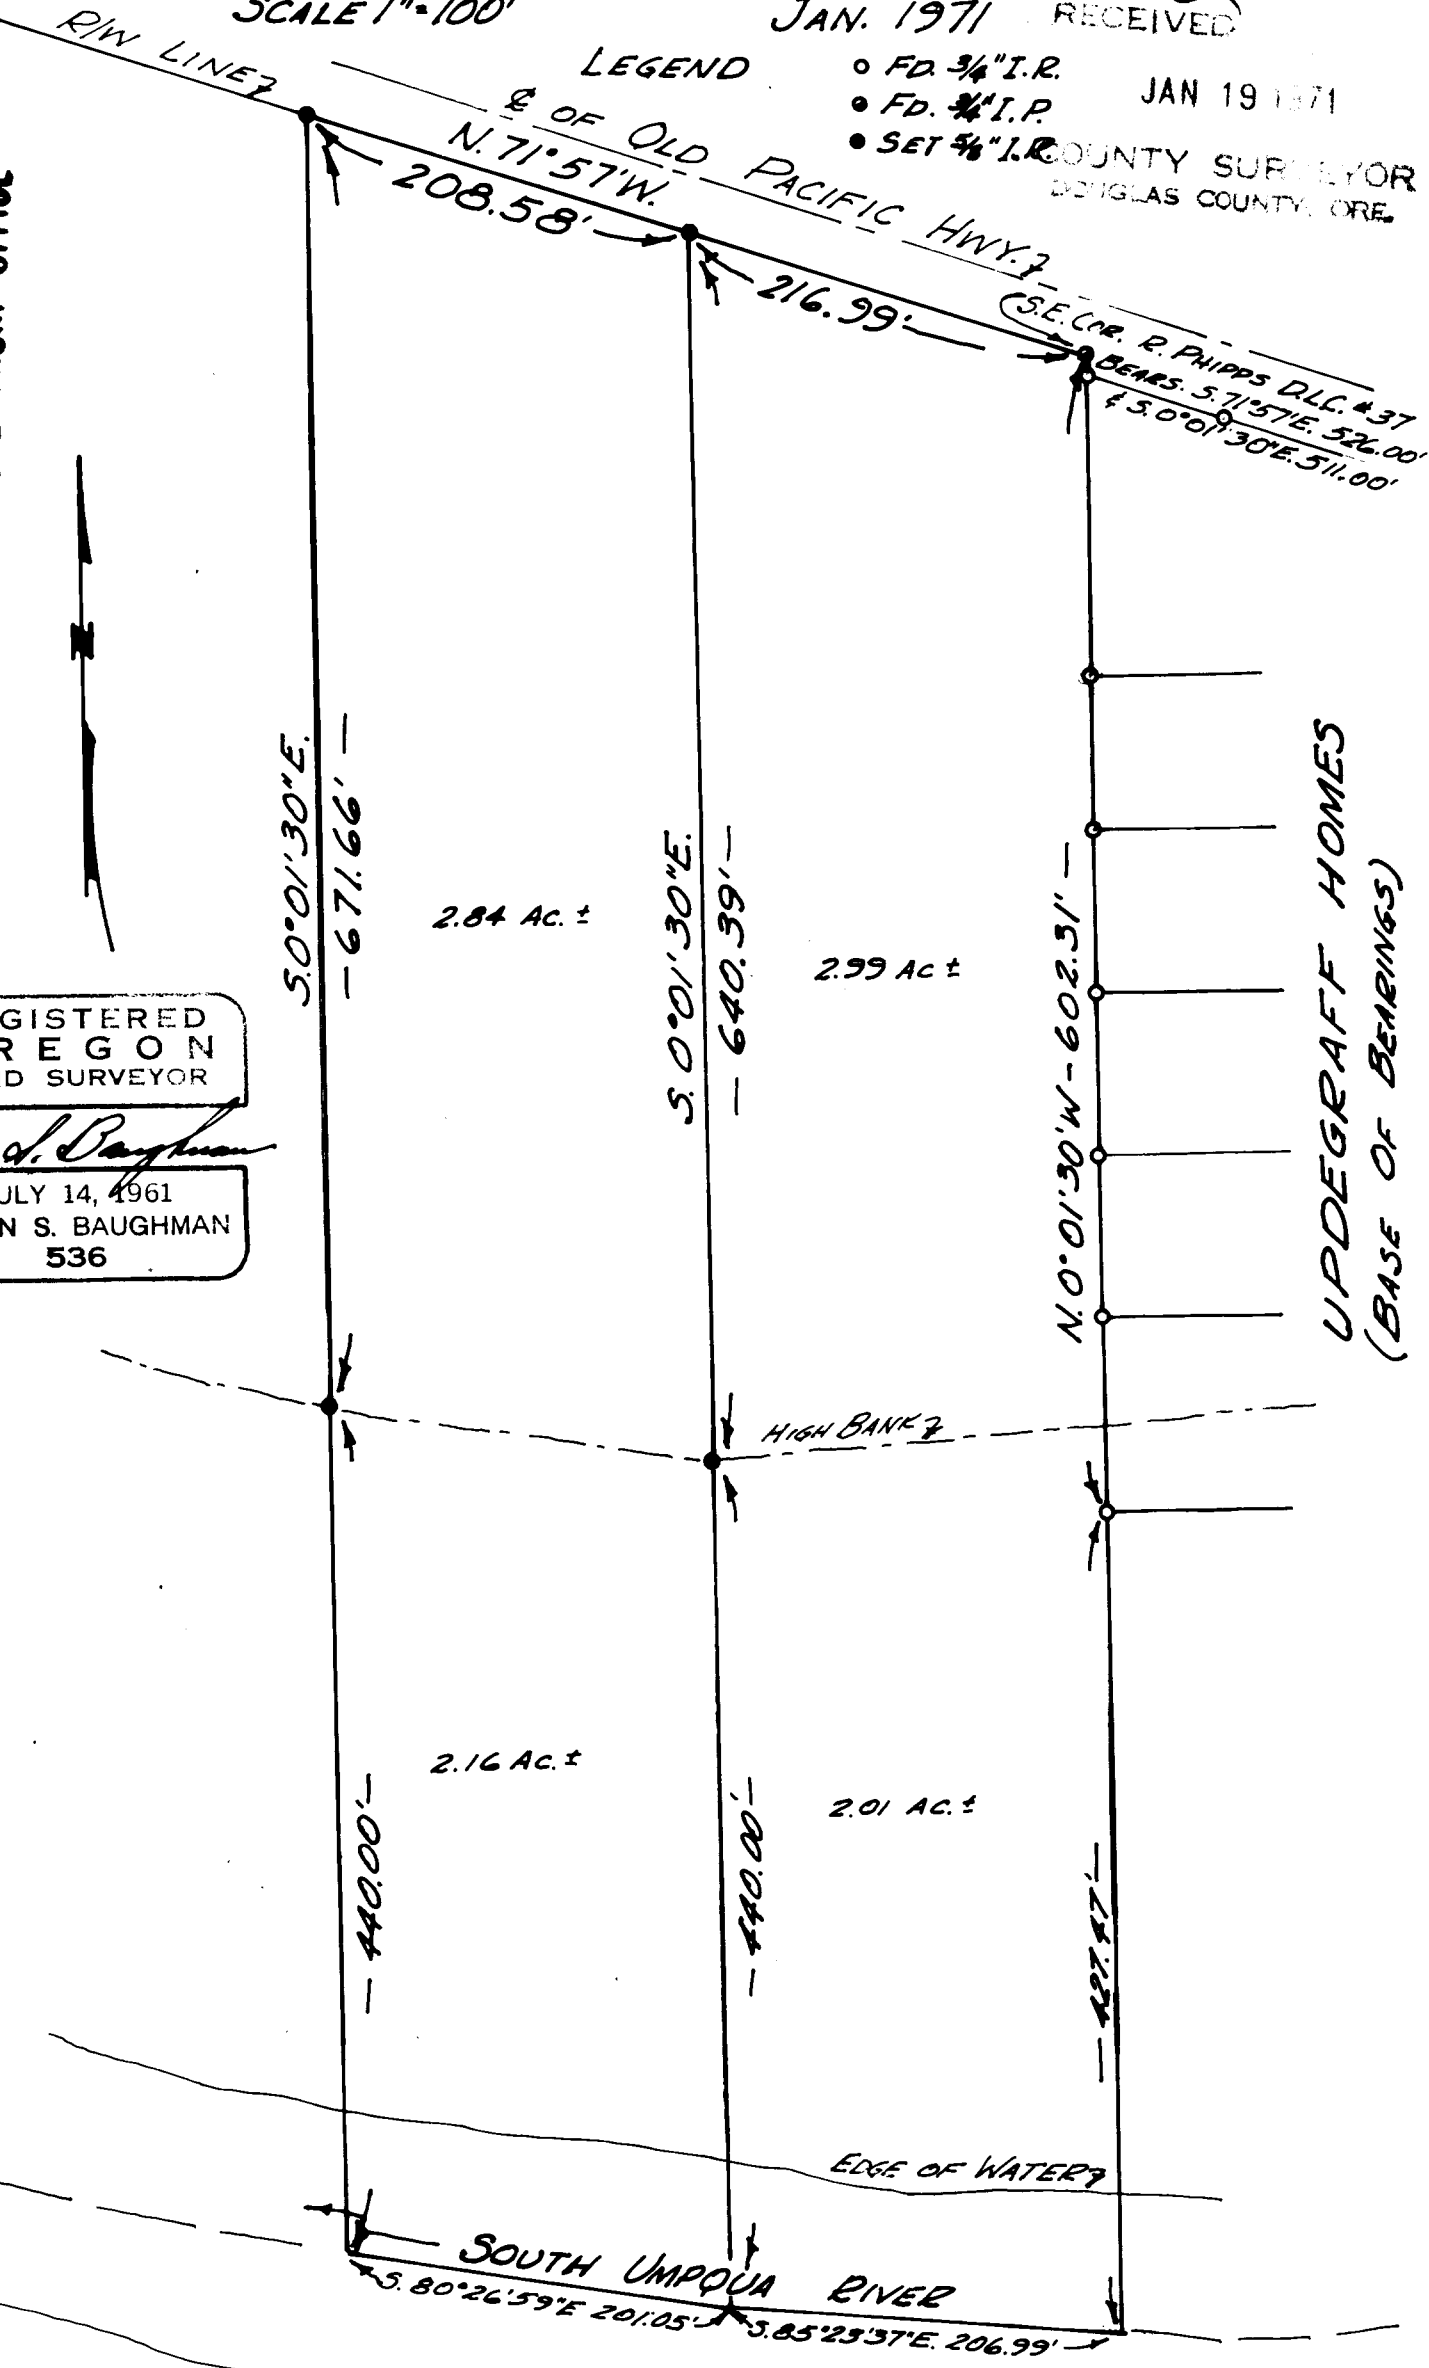 SCALE 1"=100'
JAN. 1971
RECEIVED
JAN 19 1971
COUNTY SURVEYOR
DOUGLAS COUNTY, ORE.
LEGEND
FD. 3/4" I.R.
FD. 3/4" I.P.
SET 5/8" I.R.
R/W LINE
℄ OF OLD PACIFIC HWY.
N. 71°57'W.
208.58'
216.99'
S.E. COR. R. PHIPPS D.L.C. #37
BEARS. S. 71°57'E. 526.00'
& S. 0°01'30"E. 511.00'
N
S. 0°01'30"E.
-671.66'-
2.84 AC. ±
S. 0°01'30"E.
-640.39'-
2.99 AC ±
N. 0°01'30"W-602.31'-
UPDEGRAFF HOMES
(BASE OF BEARINGS)
GISTERED
REGON
D SURVEYOR
S. Baughman
ULY 14, 1961
N S. BAUGHMAN
536
HIGH BANK
2.16 AC. ±
2.01 AC. ±
-440.00'-
-440.00'-
-427.47'-
EDGE OF WATER
SOUTH UMPQUA RIVER
S. 80°26'59"E 201.05'
S. 85°23'37"E. 206.99'